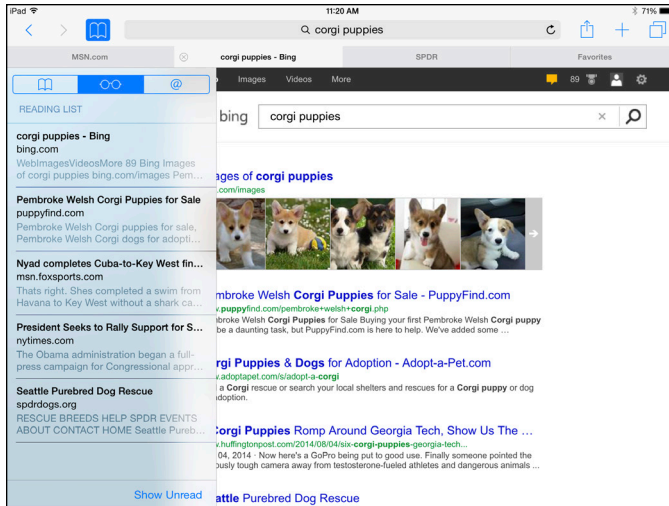 iPad 11:20 AM 71%
corgi puppies
MSN.com corgi puppies - Bing SPDR Favorites
@ Images Videos More 89
READING LIST
corgi puppies - Bing
bing.com
WebImagesVideosMore 89 Bing Images
of corgi puppies bing.com/images Pem...
Pembroke Welsh Corgi Puppies for Sale
puppyfind.com
Pembroke Welsh Corgi puppies for sale,
Pembroke Welsh Corgi dogs for adopti...
Nyad completes Cuba-to-Key West fin...
msn.foxsports.com
Thats right. Shes completed a swim from
Havana to Key West without a shark ca...
President Seeks to Rally Support for S...
nytimes.com
The Obama administration began a full-
press campaign for Congressional appr...
Seattle Purebred Dog Rescue
spdrdogs.org
RESCUE BREEDS HELP SPDR EVENTS
ABOUT CONTACT HOME Seattle Pureb...
Show Unread
bing corgi puppies
ages of corgi puppies
.com/images
mbroke Welsh Corgi Puppies for Sale - PuppyFind.com
.puppyfind.com/pembroke+welsh+corgi.php
broke Welsh Corgi Puppies for Sale Buying your first Pembroke Welsh Corgi puppy
be a daunting task, but PuppyFind.com is here to help. We've added some ...
rgi Puppies & Dogs for Adoption - Adopt-a-Pet.com
.adoptapet.com/s/adopt-a-corgi
a Corgi rescue or search your local shelters and rescues for a Corgi puppy or dog
adoption.
Corgi Puppies Romp Around Georgia Tech, Show Us The ...
.huffingtonpost.com/2014/08/04/six-corgi-puppies-georgia-tech...
04, 2014 · Now here's a GoPro being put to good use. Finally someone pointed the
ously tough camera away from testosterone-fueled athletes and dangerous animals ...
attle Purebred Dog Rescue